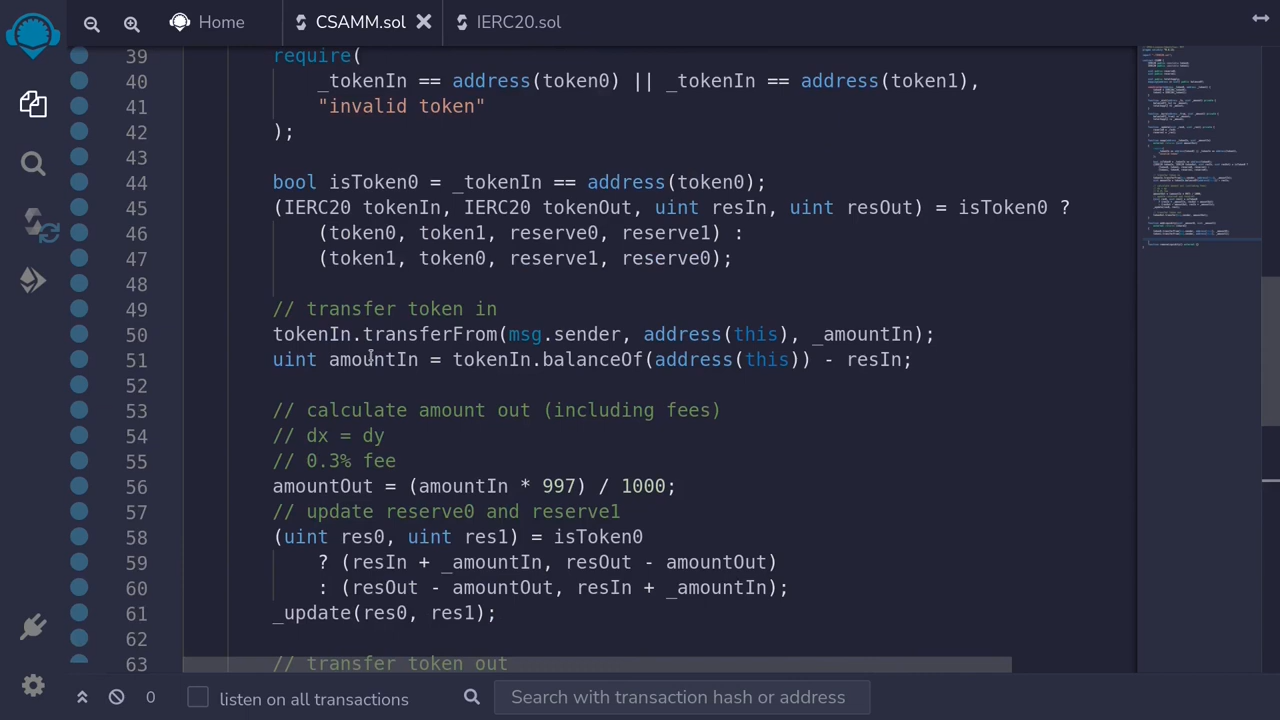 Home
CSAMM.sol
IERC20.sol
39 require(
40 _tokenIn == address(token0) || _tokenIn == address(token1),
41 "invalid token"
42 );
43
44 bool isToken0 = _tokenIn == address(token0);
45 (IERC20 tokenIn, IERC20 tokenOut, uint resIn, uint resOut) = isToken0 ?
46 (token0, token1, reserve0, reserve1) :
47 (token1, token0, reserve1, reserve0);
48
49 // transfer token in
50 tokenIn.transferFrom(msg.sender, address(this), _amountIn);
51 uint amountIn = tokenIn.balanceOf(address(this)) - resIn;
52
53 // calculate amount out (including fees)
54 // dx = dy
55 // 0.3% fee
56 amountOut = (amountIn * 997) / 1000;
57 // update reserve0 and reserve1
58 (uint res0, uint res1) = isToken0
59 ? (resIn + _amountIn, resOut - amountOut)
60 : (resOut - amountOut, resIn + _amountIn);
61 _update(res0, res1);
62
63 // transfer token out
0
listen on all transactions
Search with transaction hash or address